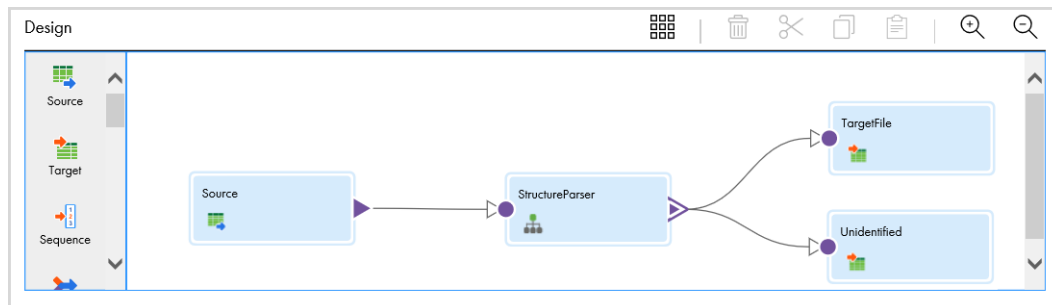 Design
Source
Target
Sequence
Source
StructureParser
TargetFile
Unidentified